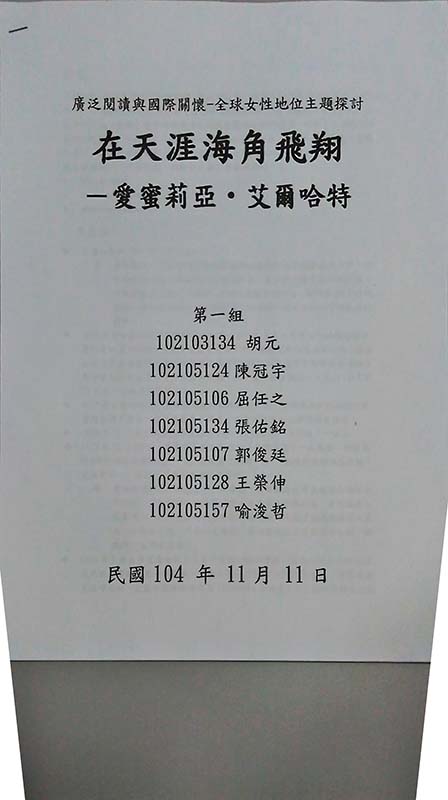 廣泛閱讀與國際關懷-全球女性地位主題探討
在天涯海角飛翔
－愛蜜莉亞・艾爾哈特
第一組
102103134 胡元
102105124 陳冠宇
102105106 屈任之
102105134 張佑銘
102105107 郭俊廷
102105128 王榮伸
102105157 喻浚哲
民國 104 年 11 月 11 日